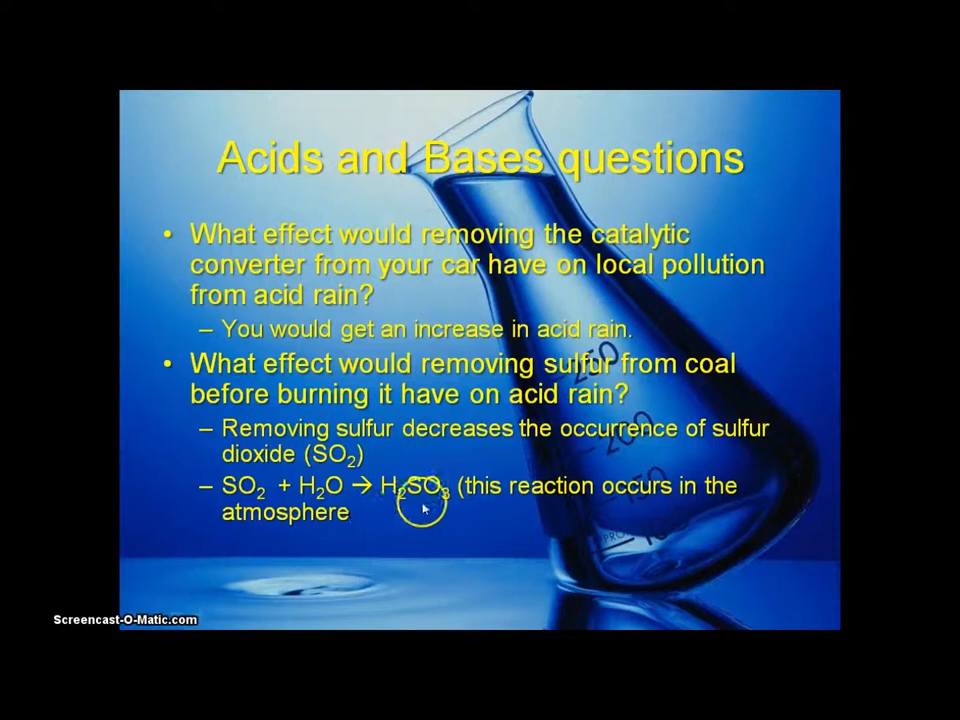 Acids and Bases questions
• What effect would removing the catalytic
converter from your car have on local pollution
from acid rain?
– You would get an increase in acid rain.
• What effect would removing sulfur from coal
before burning it have on acid rain?
– Removing sulfur decreases the occurrence of sulfur
dioxide (SO₂)
– SO₂ + H₂O → H₂SO₃ (this reaction occurs in the
atmosphere
250
200
150
Screencast-O-Matic.com